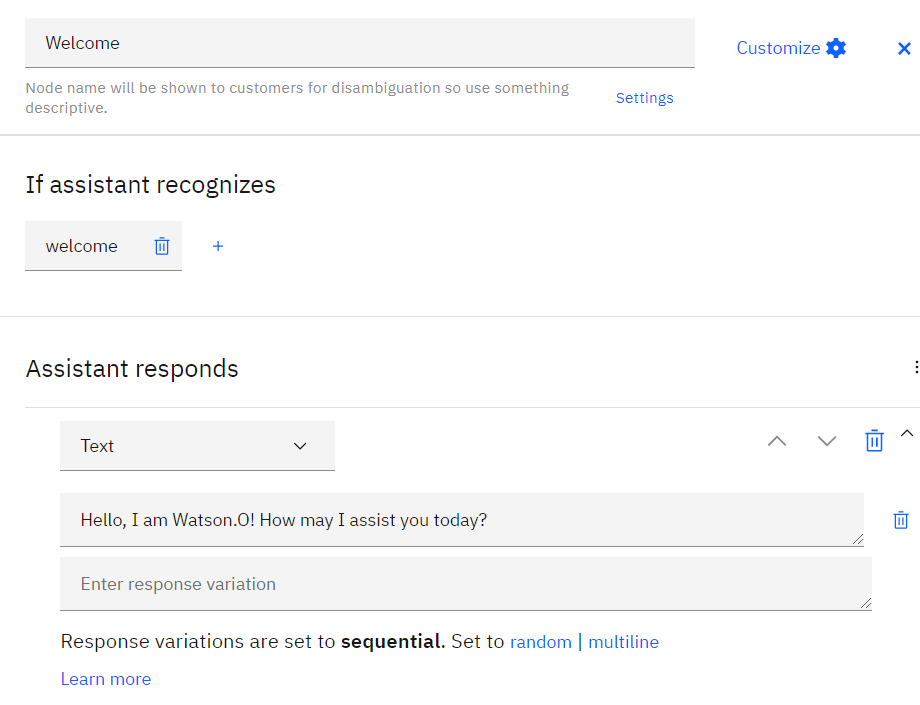 Welcome
Customize
Node name will be shown to customers for disambiguation so use something
descriptive.
Settings
If assistant recognizes
welcome
Assistant responds
Text
Hello, I am Watson.O! How may I assist you today?
Enter response variation
Response variations are set to sequential. Set to random | multiline
Learn more